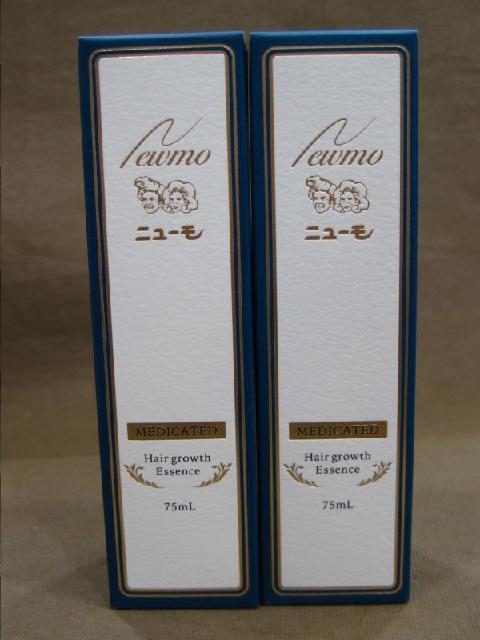 Newmo
ニューモ
MEDICATED
Hair growth
Essence
75mL
Newmo
ニューモ
MEDICATED
Hair growth
Essence
75mL